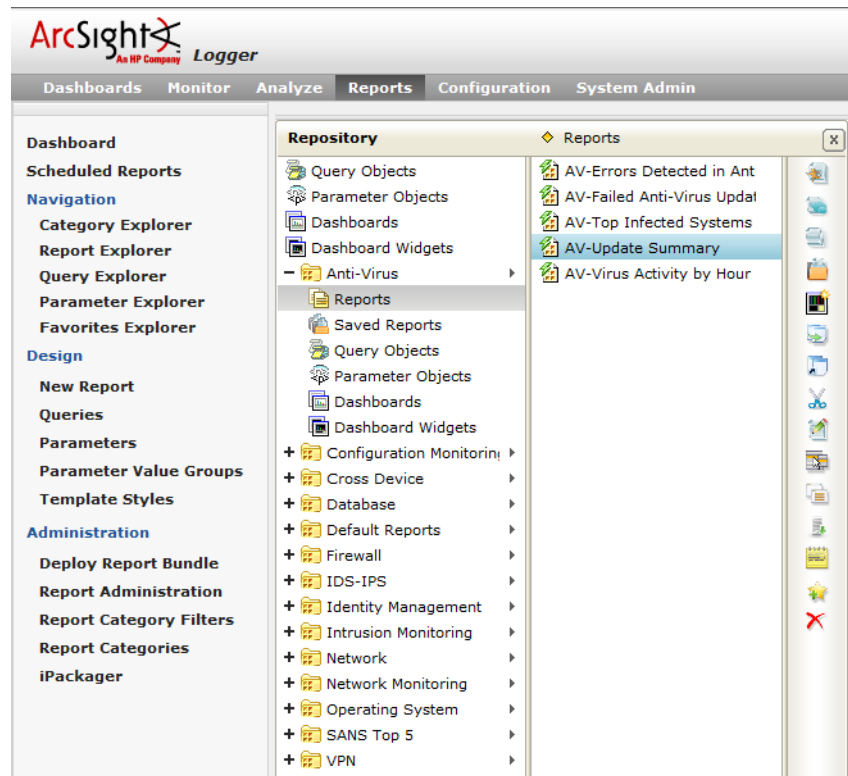 ArcSight
An HP Company
Logger
Dashboards Monitor Analyze Reports Configuration System Admin
Dashboard
Scheduled Reports
Navigation
Category Explorer
Report Explorer
Query Explorer
Parameter Explorer
Favorites Explorer
Design
New Report
Queries
Parameters
Parameter Value Groups
Template Styles
Administration
Deploy Report Bundle
Report Administration
Report Category Filters
Report Categories
iPackager
Repository
Query Objects
Parameter Objects
Dashboards
Dashboard Widgets
Anti-Virus
Reports
Saved Reports
Query Objects
Parameter Objects
Dashboards
Dashboard Widgets
Configuration Monitorin
Cross Device
Database
Default Reports
Firewall
IDS-IPS
Identity Management
Intrusion Monitoring
Network
Network Monitoring
Operating System
SANS Top 5
VPN
Reports
AV-Errors Detected in Ant
AV-Failed Anti-Virus Updat
AV-Top Infected Systems
AV-Update Summary
AV-Virus Activity by Hour